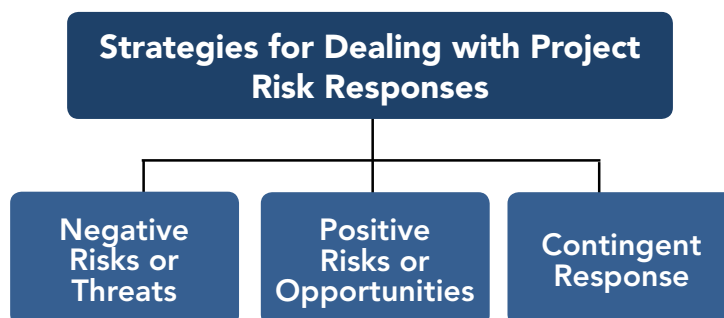 Strategies for Dealing with Project
Risk Responses
Negative
Risks or
Threats
Positive
Risks or
Opportunities
Contingent
Response